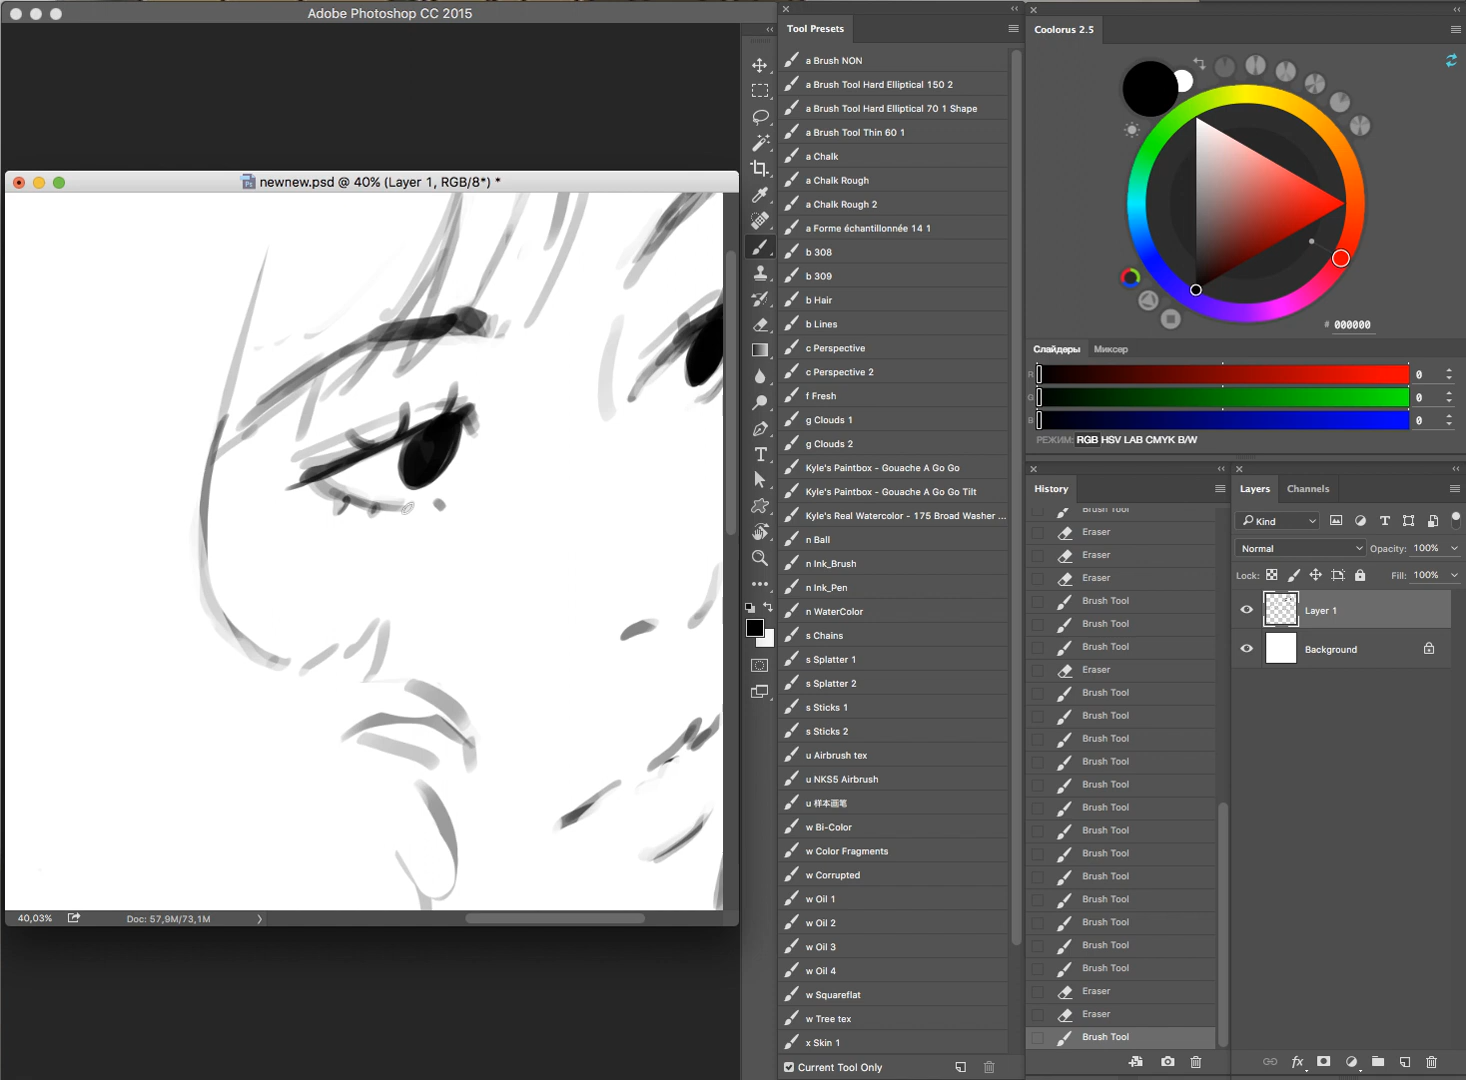 Adobe Photoshop CC 2015
newnew.psd @ 40% (Layer 1, RGB/8*) *
40,03%
Doc: 57,9M/73,1M
Tool Presets
a Brush NON
a Brush Tool Hard Elliptical 150 2
a Brush Tool Hard Elliptical 70 1 Shape
a Brush Tool Thin 60 1
a Chalk
a Chalk Rough
a Chalk Rough 2
a Forme échantillonnée 14 1
b 308
b 309
b Hair
b Lines
c Perspective
c Perspective 2
f Fresh
g Clouds 1
g Clouds 2
Kyle's Paintbox - Gouache A Go Go
Kyle's Paintbox - Gouache A Go Go Tilt
Kyle's Real Watercolor - 175 Broad Washer ...
n Ball
n Ink_Brush
n Ink_Pen
n WaterColor
s Chains
s Splatter 1
s Splatter 2
s Sticks 1
s Sticks 2
u Airbrush tex
u NKS5 Airbrush
u 样本画笔
w Bi-Color
w Color Fragments
w Corrupted
w Oil 1
w Oil 2
w Oil 3
w Oil 4
w Squareflat
w Tree tex
x Skin 1
Current Tool Only
Coolorus 2.5
# 000000
Слайдеры Миксер
R 0
G 0
B 0
РЕЖИМ: RGB HSV LAB CMYK B/W
History
Brush Tool
Eraser
Eraser
Eraser
Brush Tool
Brush Tool
Brush Tool
Eraser
Brush Tool
Brush Tool
Brush Tool
Brush Tool
Brush Tool
Brush Tool
Brush Tool
Brush Tool
Brush Tool
Brush Tool
Brush Tool
Brush Tool
Brush Tool
Eraser
Eraser
Brush Tool
Layers Channels
Kind
Normal Opacity: 100%
Lock: Fill: 100%
Layer 1
Background